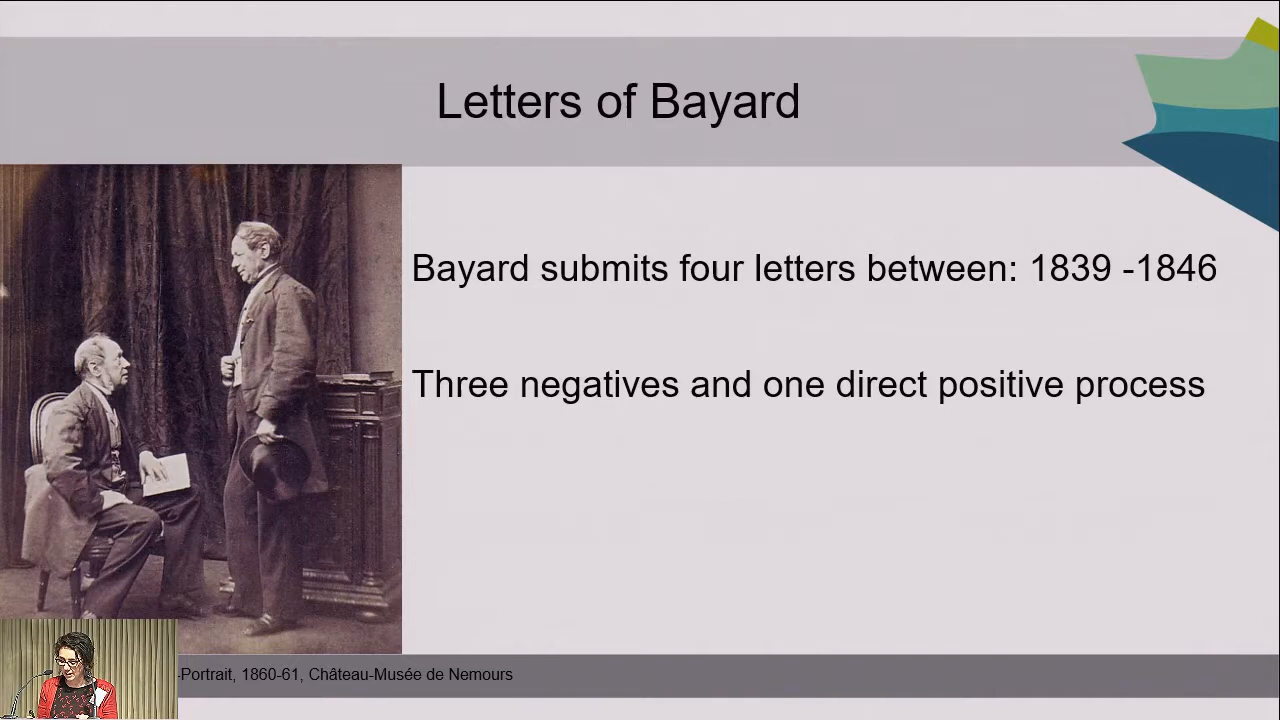 Letters of Bayard
Bayard submits four letters between: 1839 -1846
Three negatives and one direct positive process
-Portrait, 1860-61, Château-Musée de Nemours